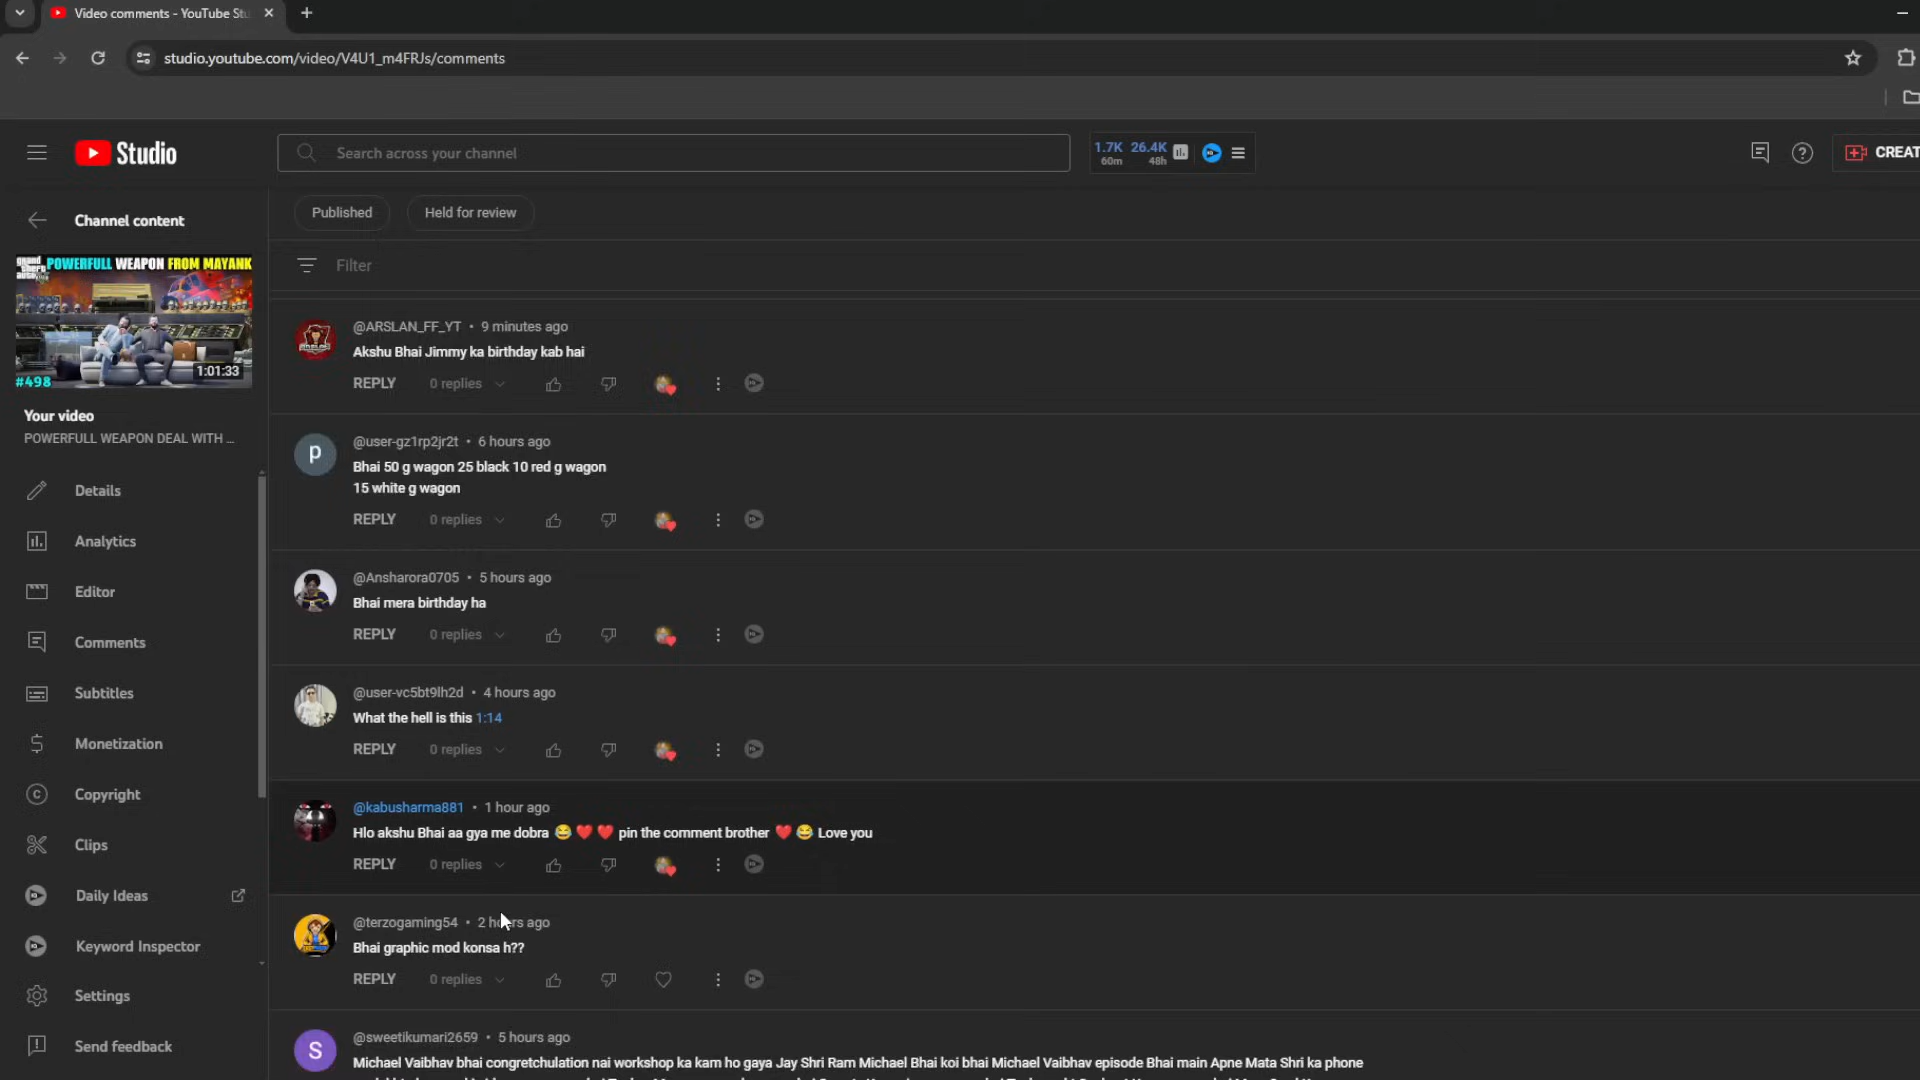 Video comments - YouTube Stu
studio.youtube.com/video/V4U1_m4FRJs/comments
Studio
Search across your channel
1.7K 26.4K
60m 48h
CREAT
Channel content
Published
Held for review
Filter
grand theft auto POWERFULL WEAPON FROM MAYANK
#498
1:01:33
Your video
POWERFULL WEAPON DEAL WITH ...
Details
Analytics
Editor
Comments
Subtitles
Monetization
Copyright
Clips
Daily Ideas
Keyword Inspector
Settings
Send feedback
@ARSLAN_FF_YT • 9 minutes ago
Akshu Bhai Jimmy ka birthday kab hai
REPLY 0 replies
P
@user-gz1rp2jr2t • 6 hours ago
Bhai 50 g wagon 25 black 10 red g wagon
15 white g wagon
REPLY 0 replies
@Ansharora0705 • 5 hours ago
Bhai mera birthday ha
REPLY 0 replies
@user-vc5bt9lh2d • 4 hours ago
What the hell is this 1:14
REPLY 0 replies
@kabusharma881 • 1 hour ago
Hlo akshu Bhai aa gya me dobra 😂 ❤️ ❤️ pin the comment brother ❤️ 😂 Love you
REPLY 0 replies
@terzogaming54 • 2 hours ago
Bhai graphic mod konsa h??
REPLY 0 replies
S
@sweetikumari2659 • 5 hours ago
Michael Vaibhav bhai congretchulation nai workshop ka kam ho gaya Jay Shri Ram Michael Bhai koi bhai Michael Vaibhav episode Bhai main Apne Mata Shri ka phone